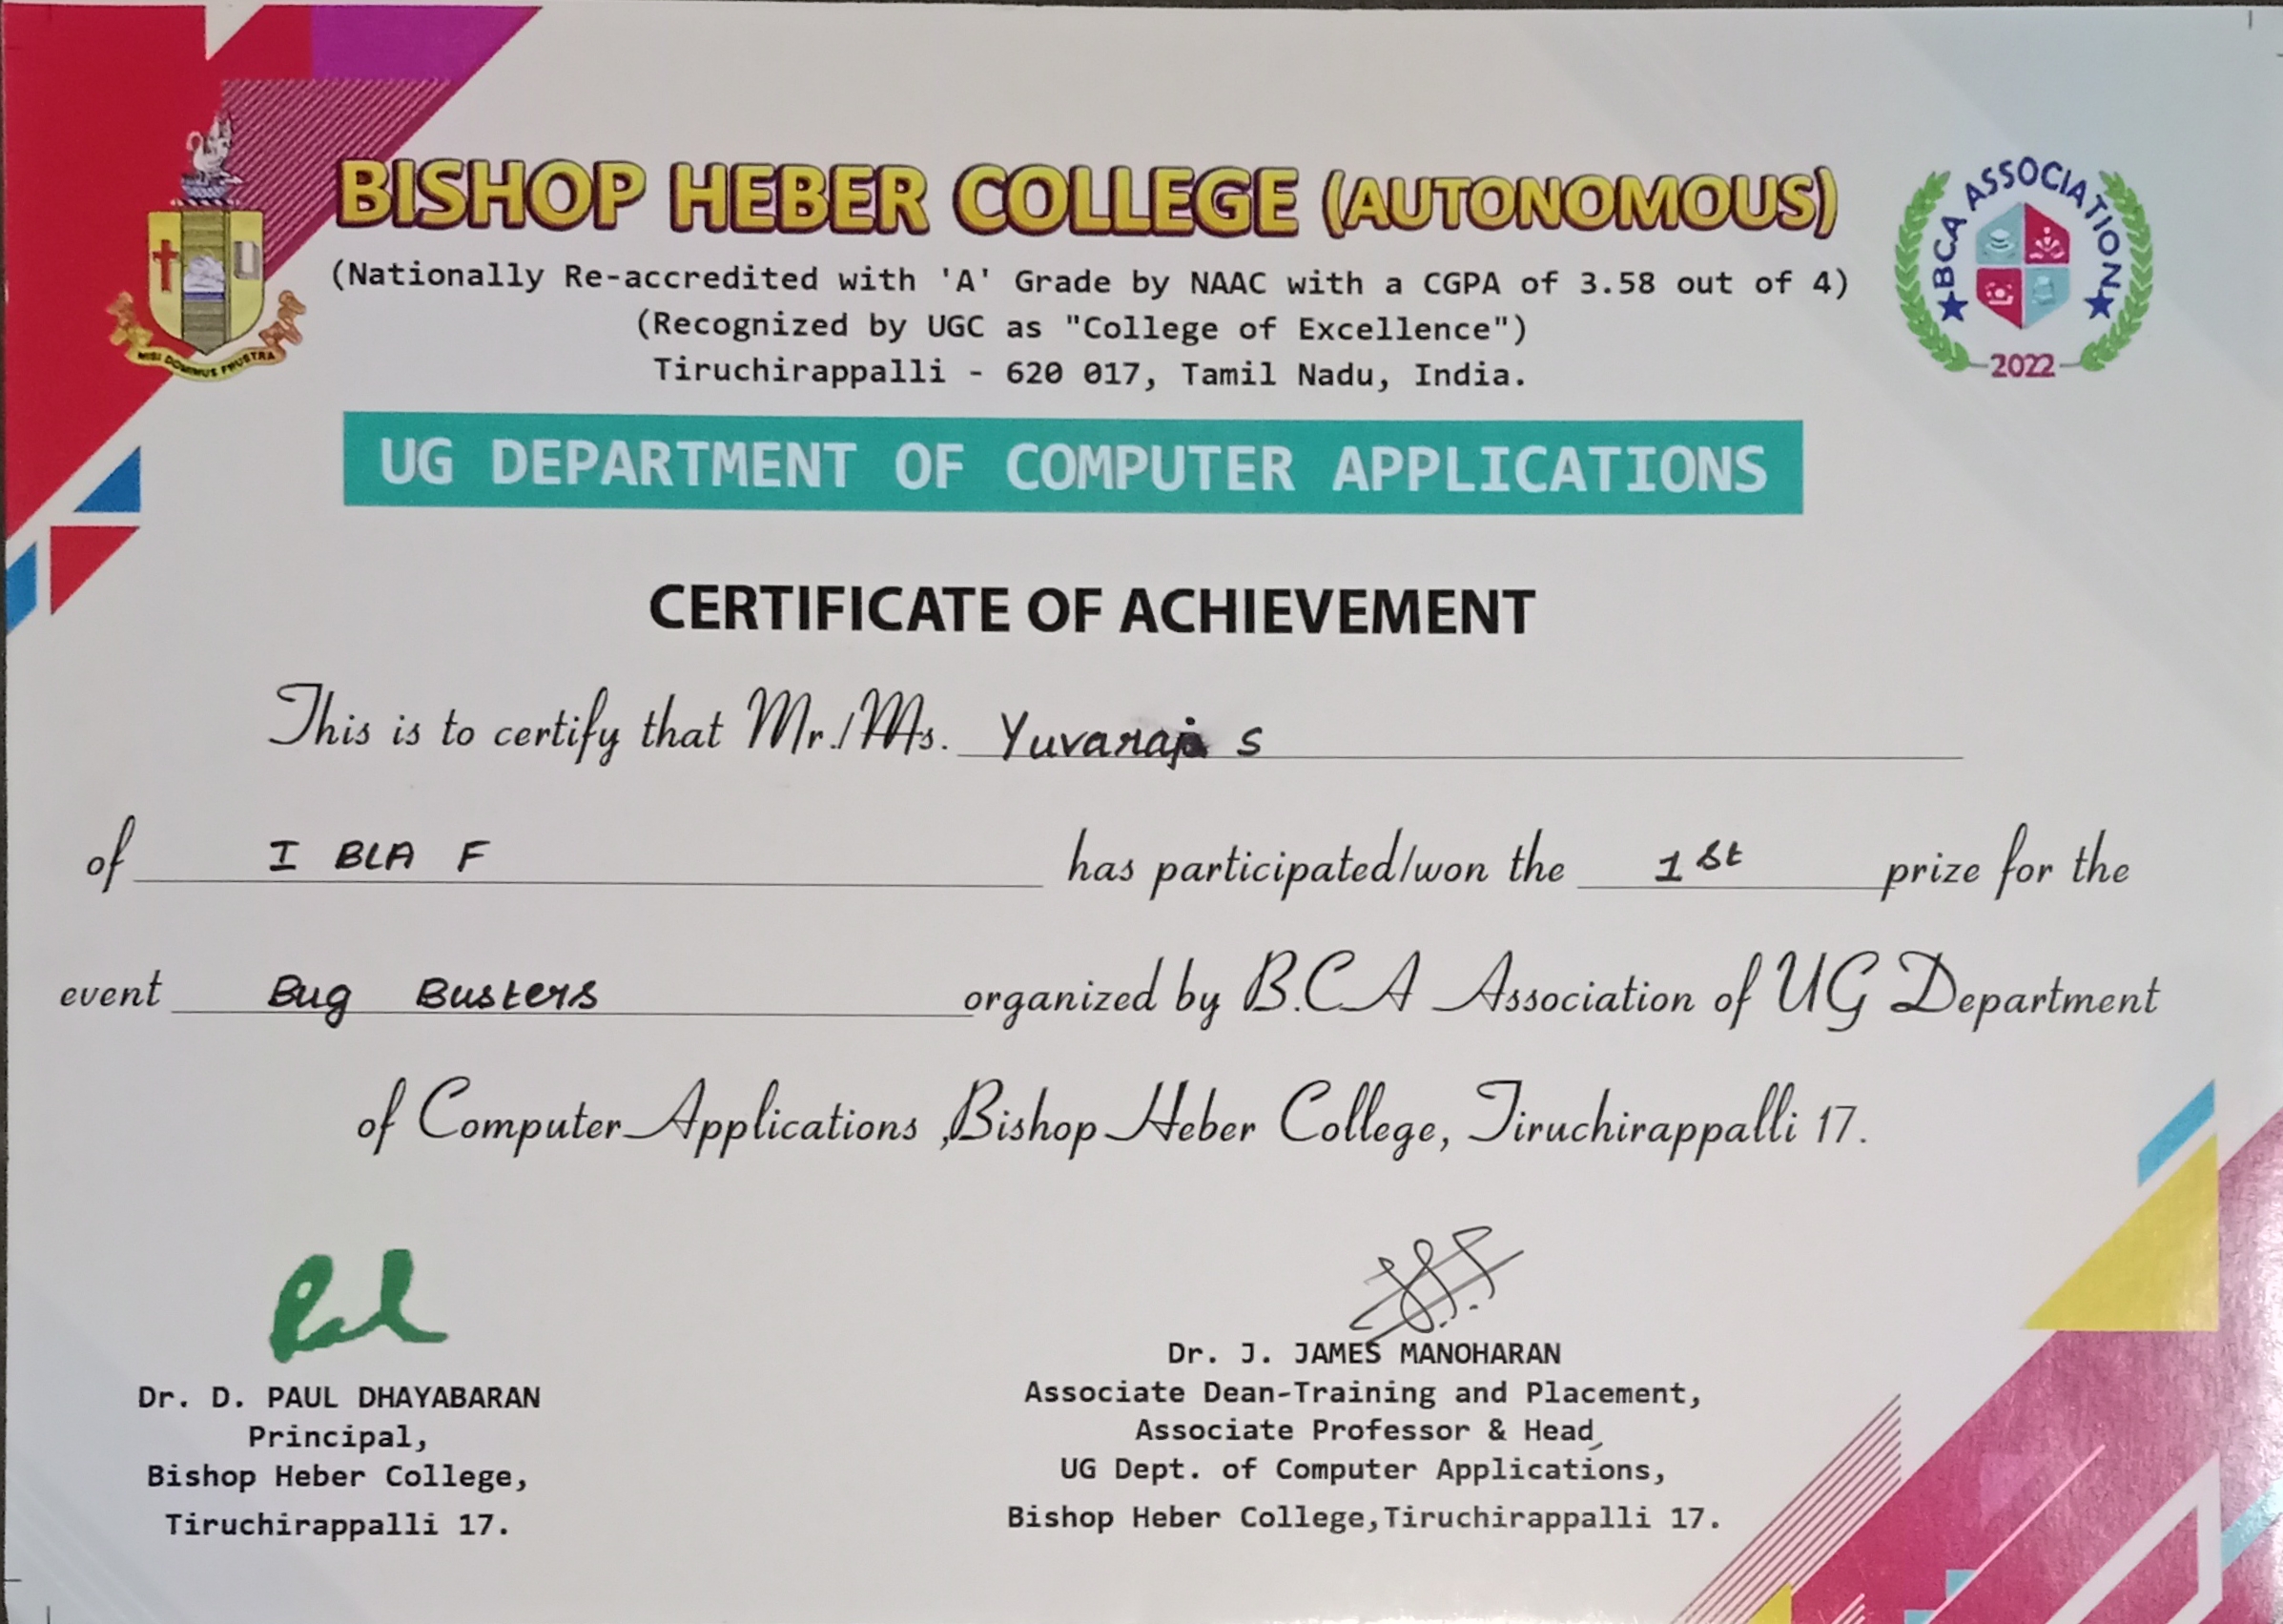 BISHOP HEBER COLLEGE (AUTONOMOUS)
(Nationally Re-accredited with 'A' Grade by NAAC with a CGPA of 3.58 out of 4)
(Recognized by UGC as "College of Excellence")
Tiruchirappalli - 620 017, Tamil Nadu, India.
NISI DOMINUS FRUSTRA
BCA ASSOCIATION
2022
UG DEPARTMENT OF COMPUTER APPLICATIONS
CERTIFICATE OF ACHIEVEMENT
This is to certify that Mr./Ms. Yuvaraj S
of I BCA F has participated/won the 1st prize for the
event Bug Busters organized by B.C.A Association of UG Department
of Computer Applications ,Bishop Heber College, Tiruchirappalli 17.
Dr. D. PAUL DHAYABARAN
Principal,
Bishop Heber College,
Tiruchirappalli 17.
Dr. J. JAMES MANOHARAN
Associate Dean-Training and Placement,
Associate Professor & Head,
UG Dept. of Computer Applications,
Bishop Heber College,Tiruchirappalli 17.